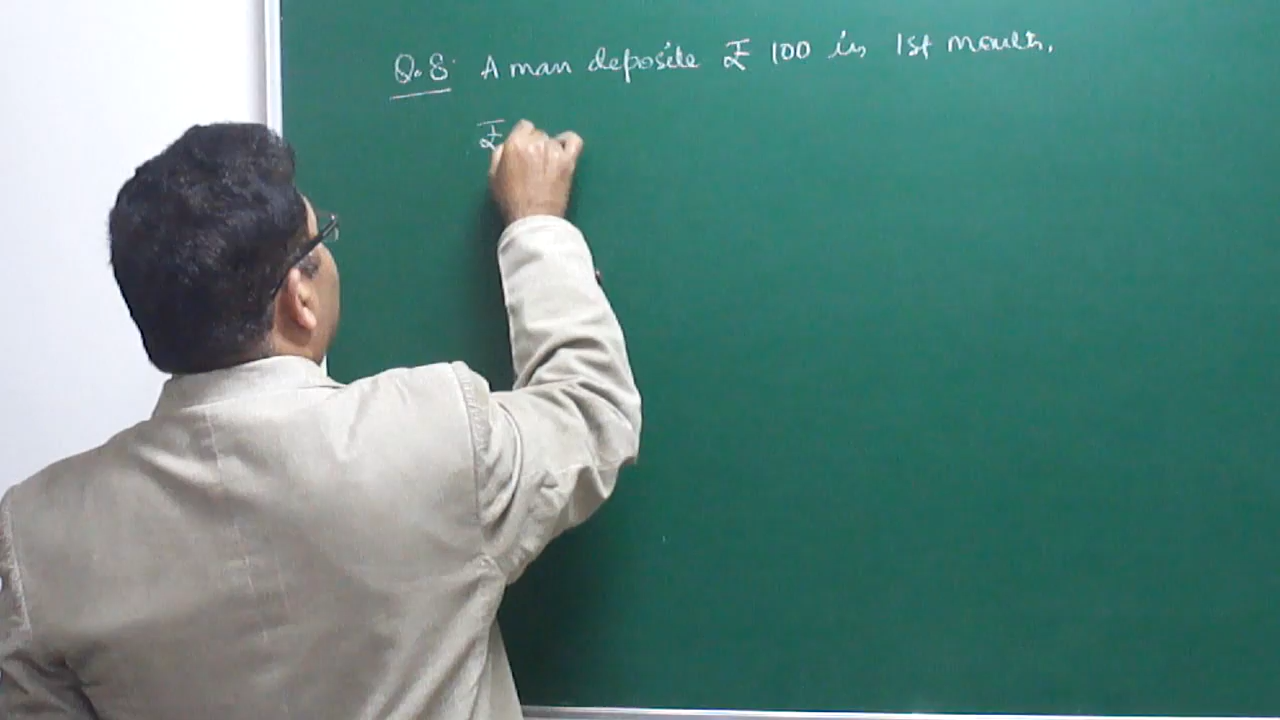 Q.8. A man deposite ₹ 100 in 1st month.
₹